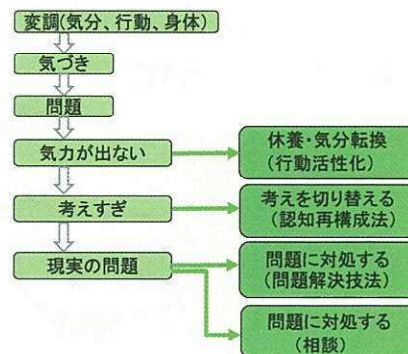 変調(気分、行動、身体)
気づき
問題
気力が出ない
休養・気分転換
(行動活性化)
考えすぎ
考えを切り替える
(認知再構成法)
現実の問題
問題に対処する
(問題解決技法)
問題に対処する
(相談)